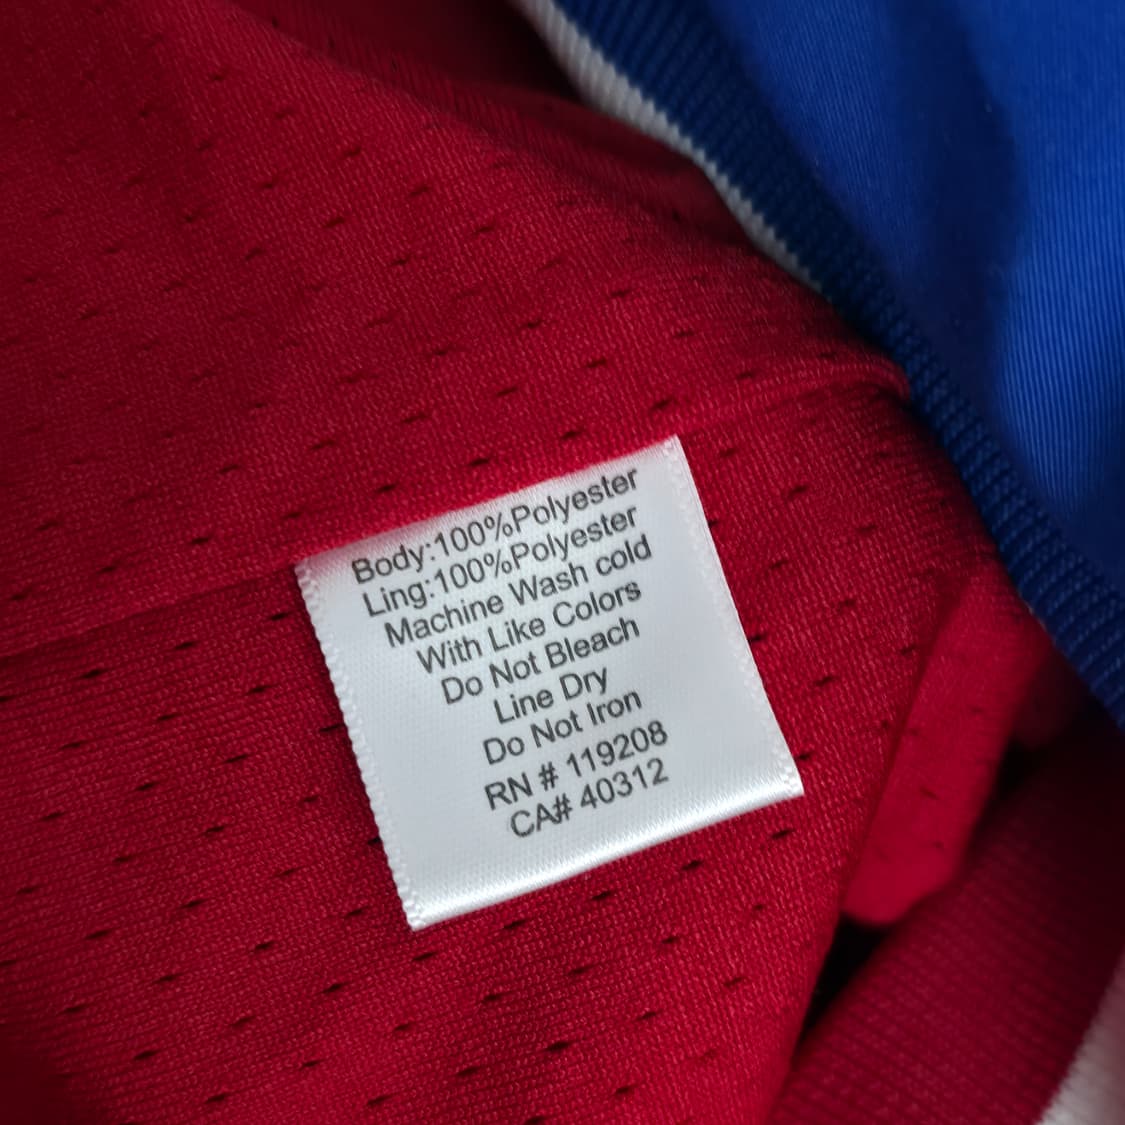 Body:100%Polyester
Ling:100%Polyester
Machine Wash cold
With Like Colors
Do Not Bleach
Line Dry
Do Not Iron
RN # 119208
CA# 40312